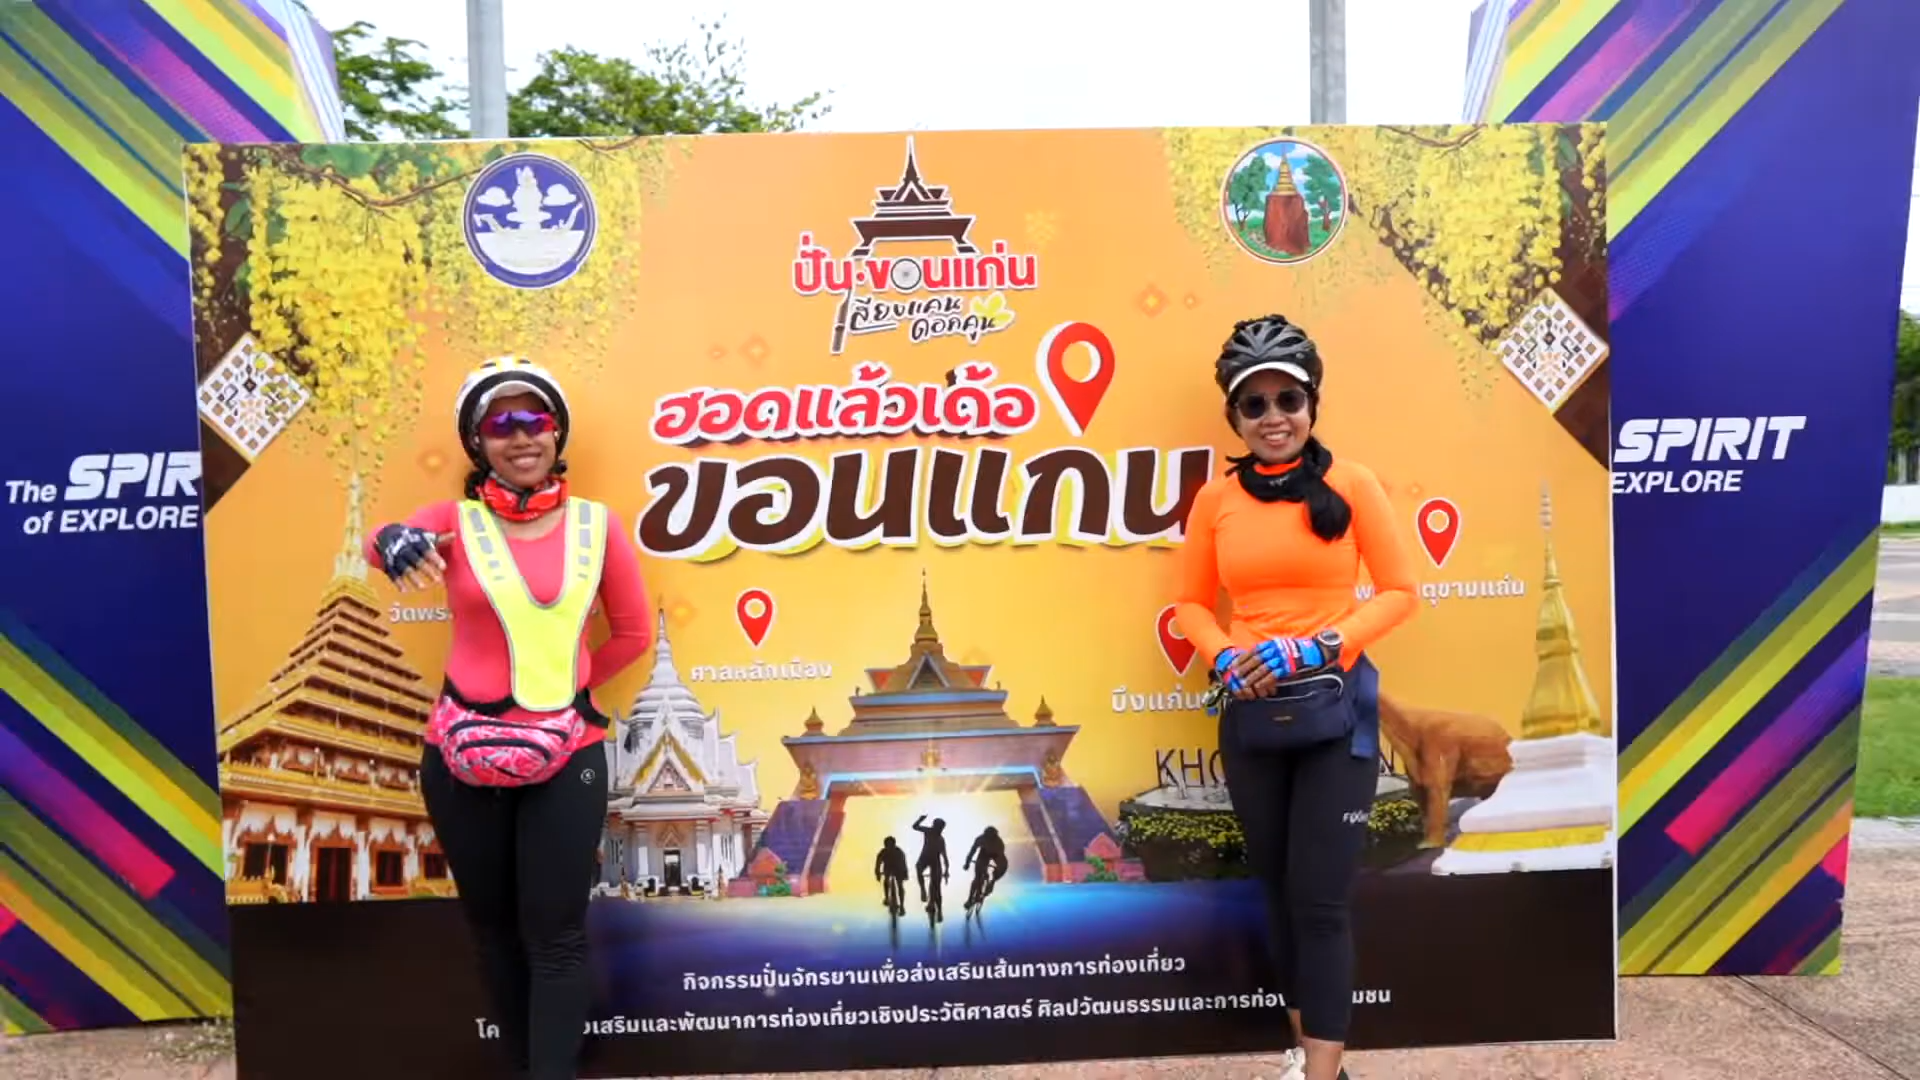 ปั่น·ขอนแก่น
เสียงแคน
ดอกคูน
ฮอดแล้วเด้อ
ขอนแกน
The SPIR
of EXPLORE
SPIRIT
EXPLORE
ศาลหลักเมือง
บึงแก่น
ตุขามแก่น
กิจกรรมปั่นจักรยานเพื่อส่งเสริมเส้นทางการท่องเที่ยว
เสริมและพัฒนาการท่องเที่ยวเชิงประวัติศาสตร์ ศิลปวัฒนธรรมและการท่อง มชน